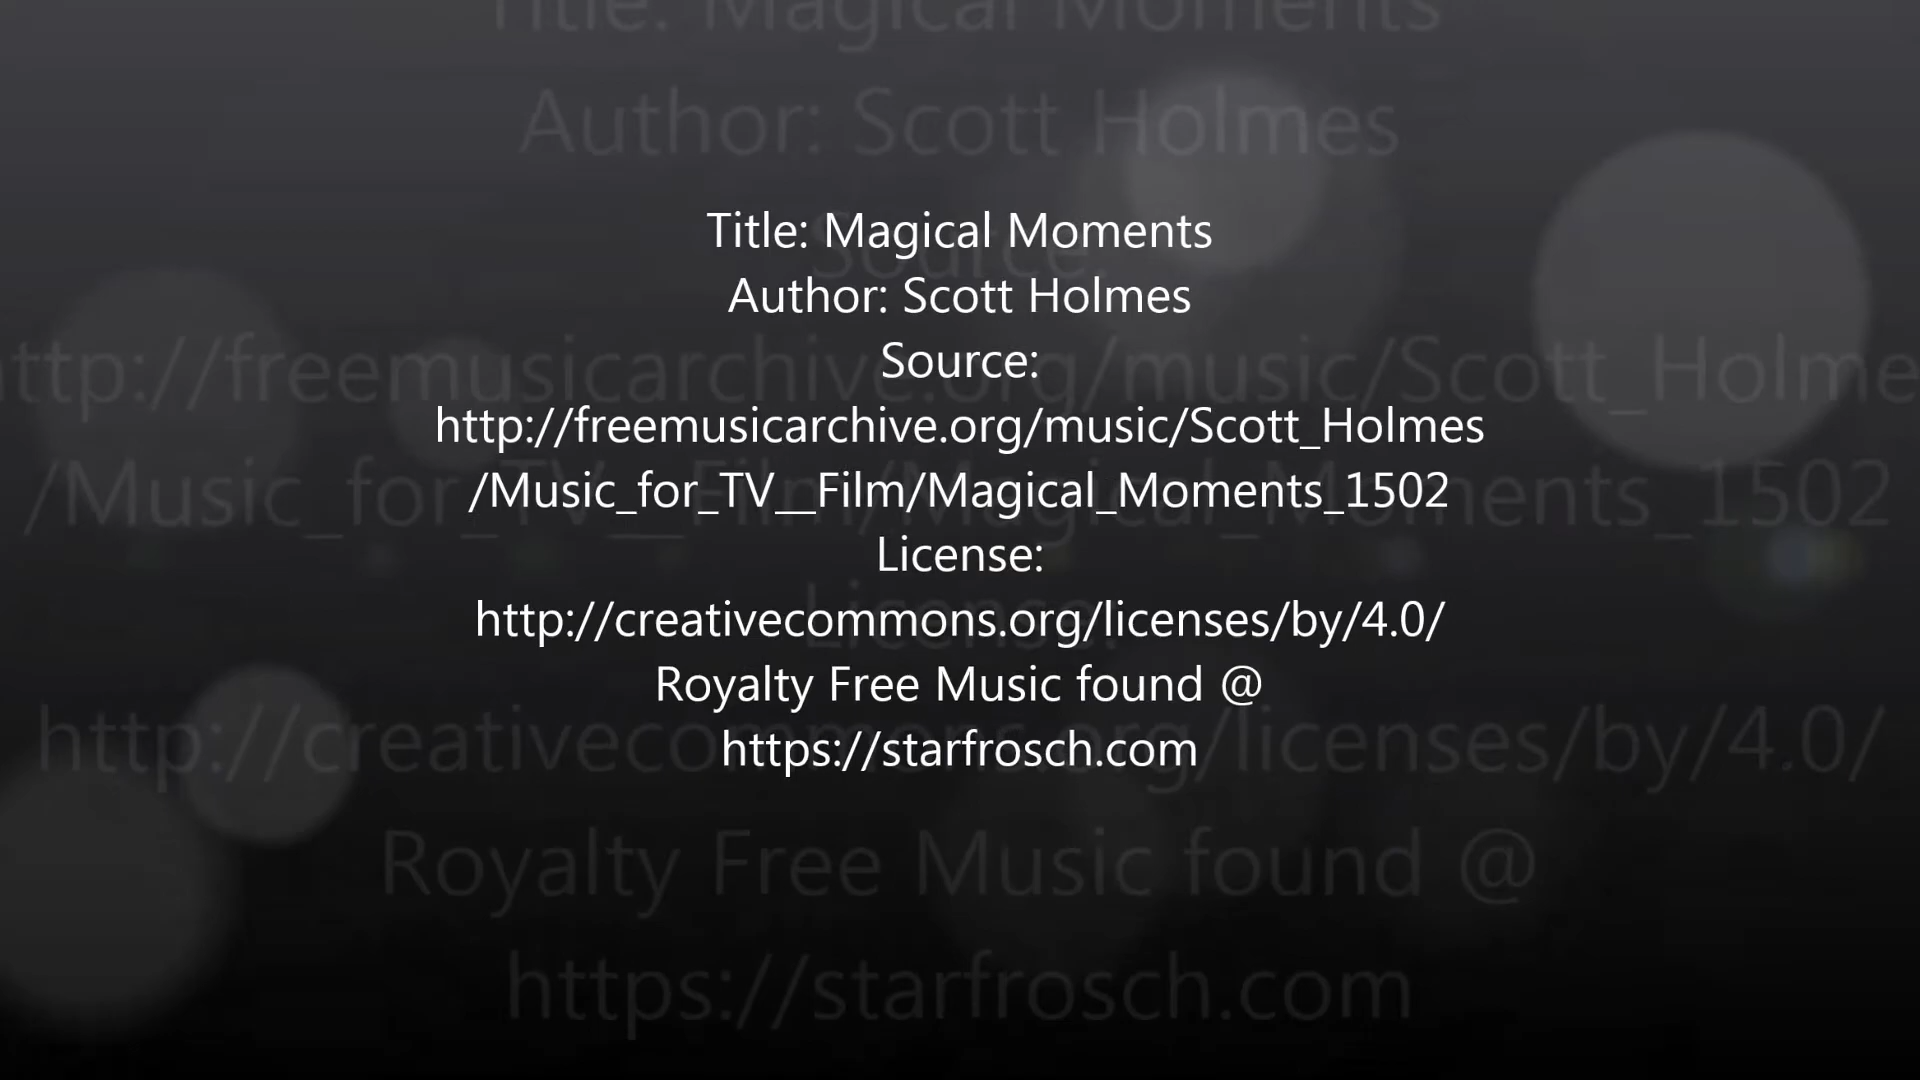 Title: Magical Moments
Author: Scott Holmes
Source:
http://freemusicarchive.org/music/Scott_Holmes
/Music_for_TV__Film/Magical_Moments_1502
License:
http://creativecommons.org/licenses/by/4.0/
Royalty Free Music found @
https://starfrosch.com